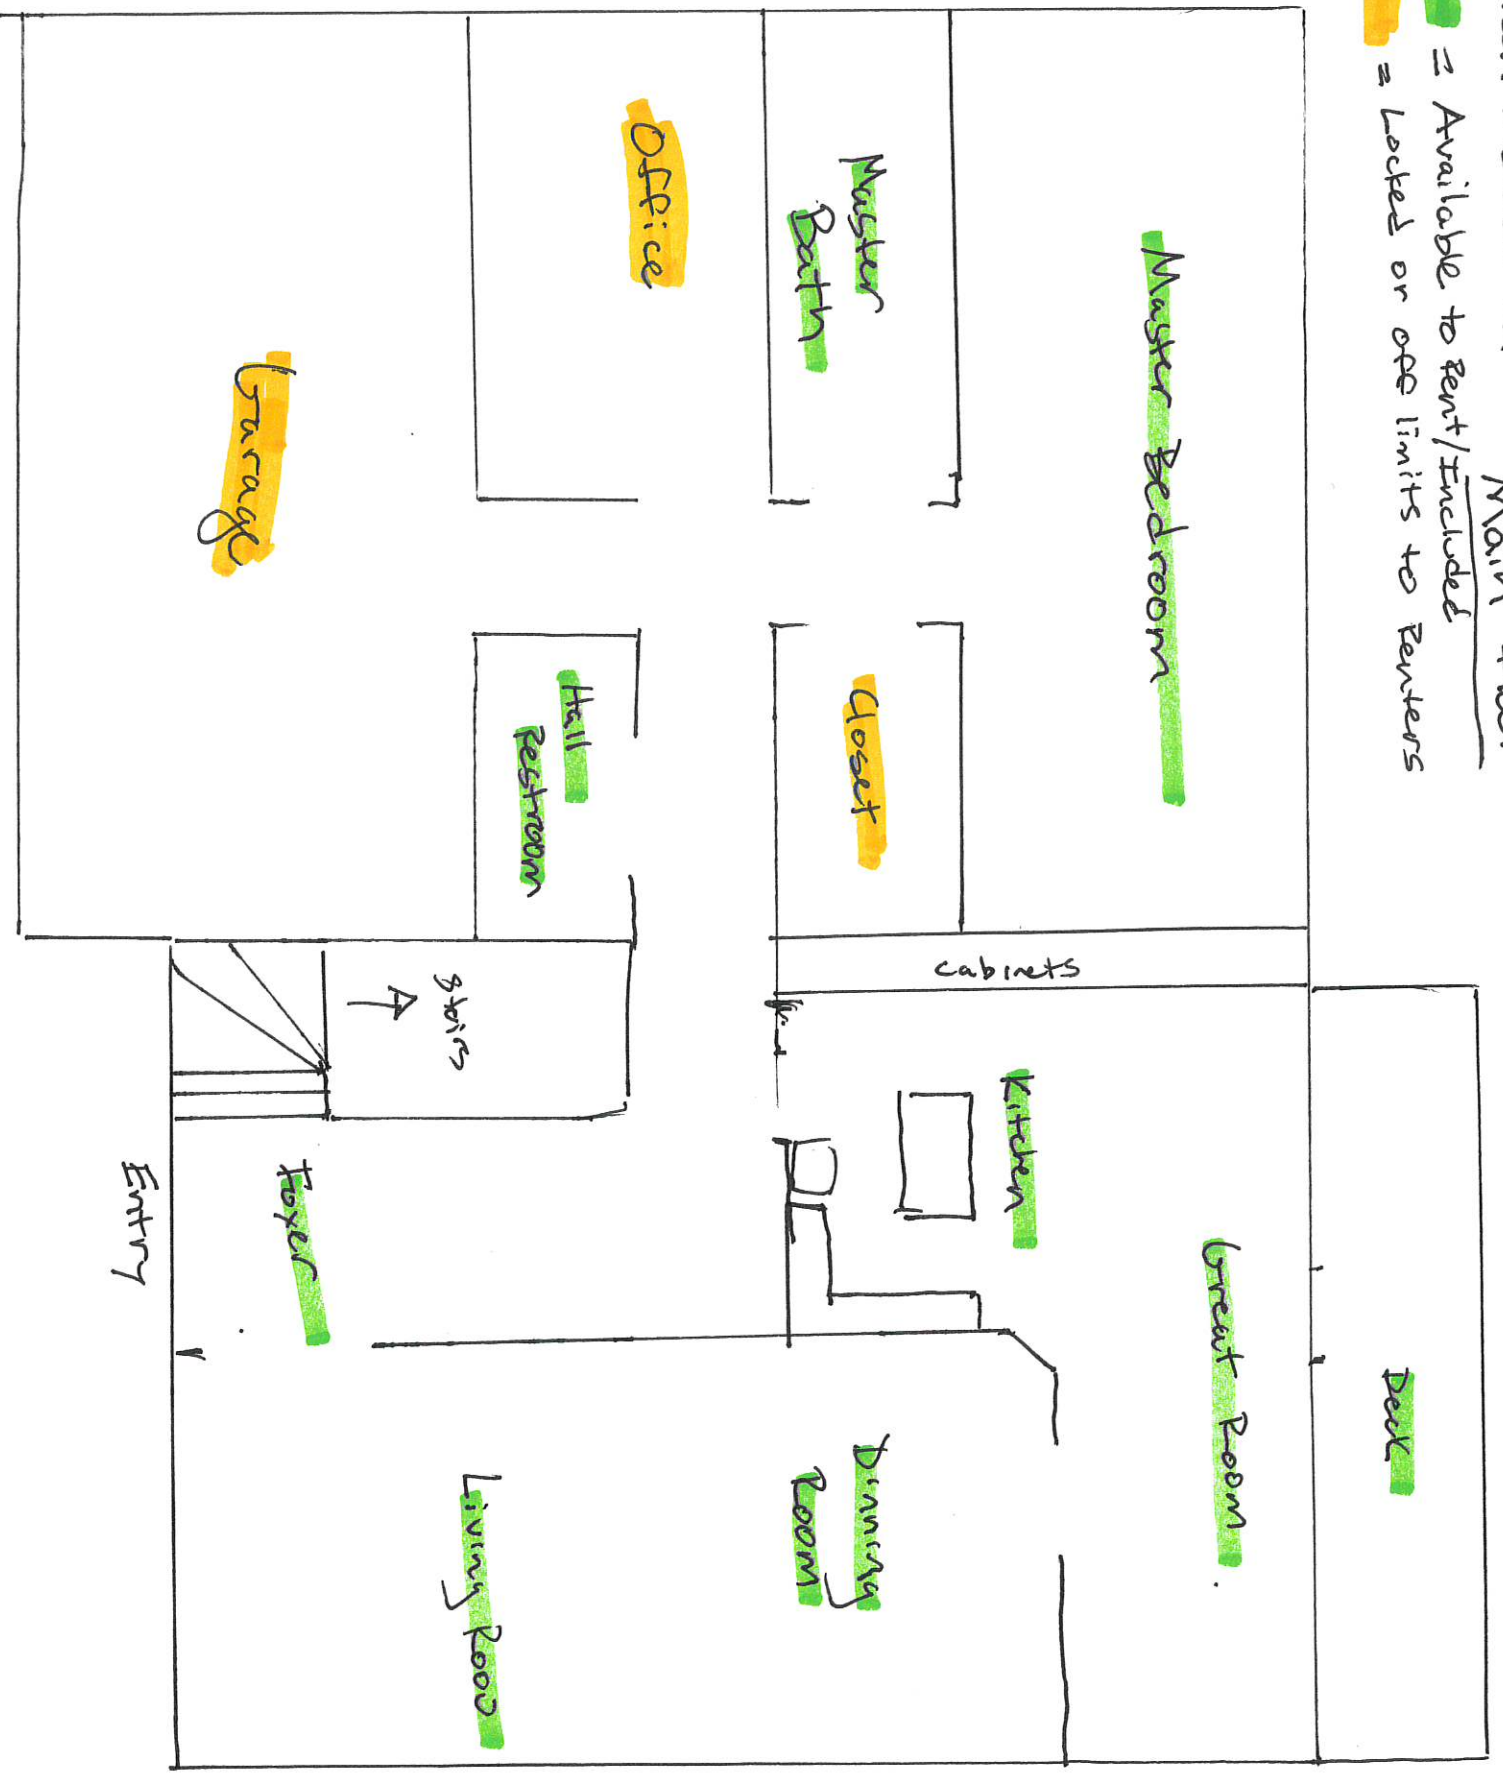 Main
= Available to Rent/Included
= Locked or off limits to Renters
Deck
Master Bedroom
Great Room
Kitchen
cabinets
Master
Bath
Closet
Dinning
Room
Office
Hall
Restroom
Stairs
Living Room
Garage
Foyer
Entry